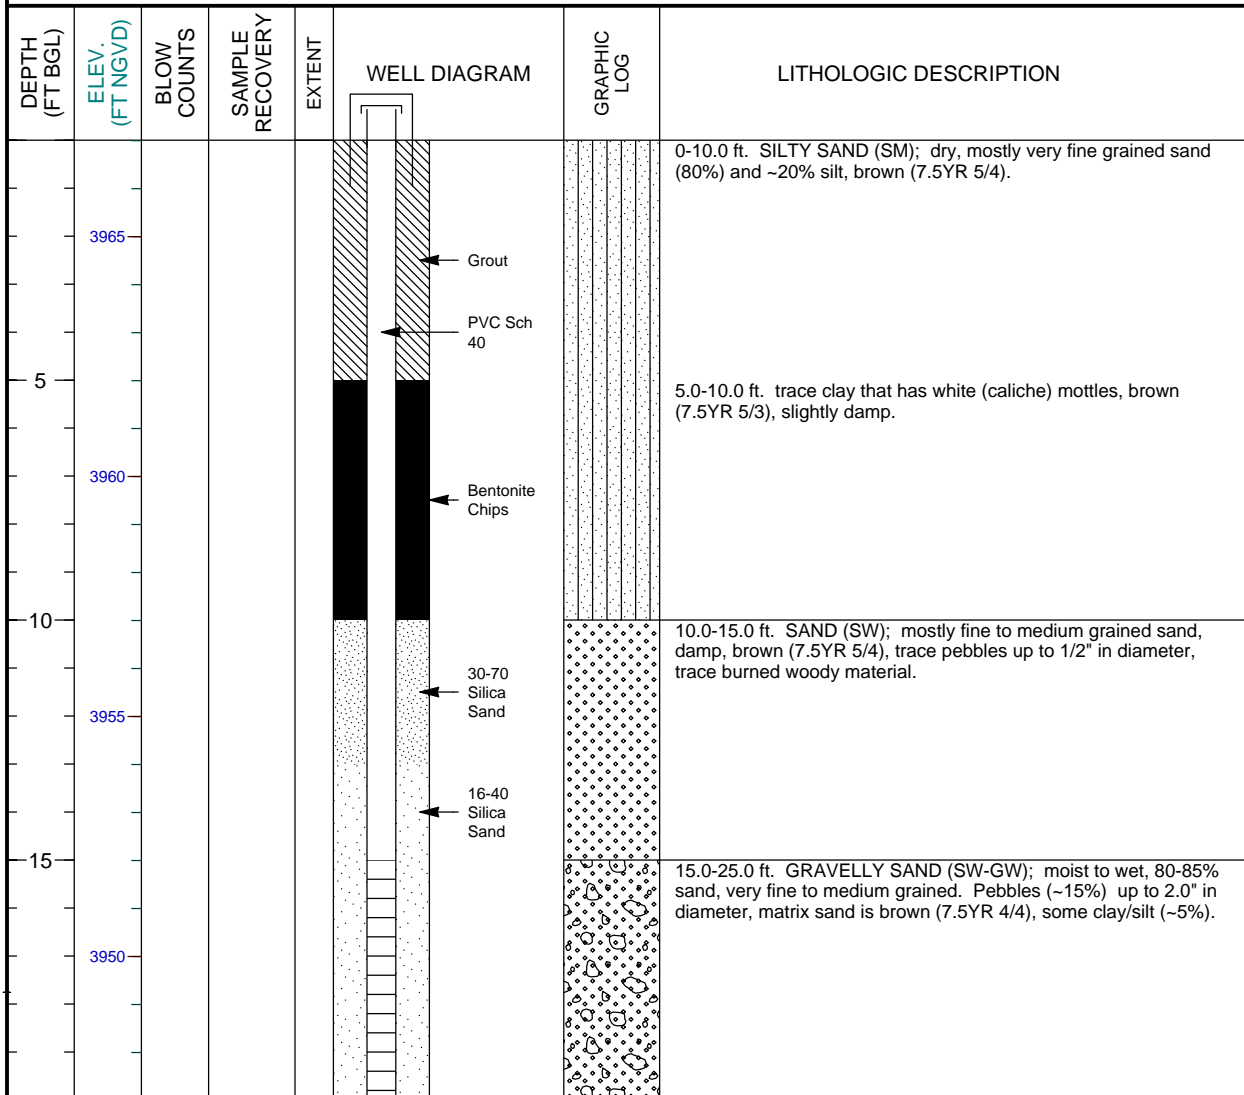 DEPTH
(FT BGL)
ELEV.
(FT NGVD)
BLOW
COUNTS
SAMPLE
RECOVERY
EXTENT
WELL DIAGRAM
GRAPHIC
LOG
LITHOLOGIC DESCRIPTION
0-10.0 ft.  SILTY SAND (SM);  dry, mostly very fine grained sand
(80%) and ~20% silt, brown (7.5YR 5/4).
3965
Grout
PVC Sch
40
5
5.0-10.0 ft.  trace clay that has white (caliche) mottles, brown
(7.5YR 5/3), slightly damp.
3960
Bentonite
Chips
10
10.0-15.0 ft.  SAND (SW);  mostly fine to medium grained sand,
damp, brown (7.5YR 5/4), trace pebbles up to 1/2" in diameter,
trace burned woody material.
30-70
Silica
Sand
3955
16-40
Silica
Sand
15
15.0-25.0 ft.  GRAVELLY SAND (SW-GW);  moist to wet, 80-85%
sand, very fine to medium grained.  Pebbles (~15%)  up to 2.0" in
diameter, matrix sand is brown (7.5YR 4/4), some clay/silt (~5%).
3950